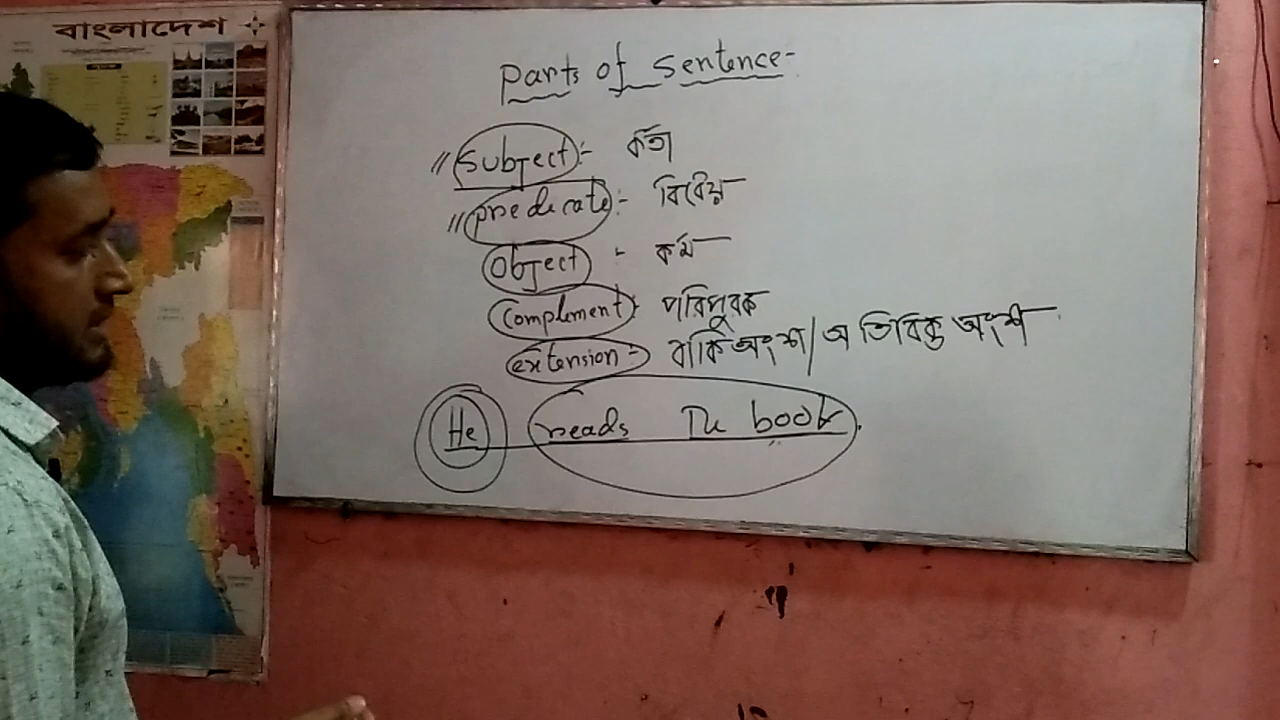 বাংলাদেশ
Parts of Sentence-
Subject :- কর্তা
predicate :- বিধেয়
Object :- কর্ম
Complement : পরিপূরক
extension :- বাকি অংশ/অতিরিক্ত অংশ
He reads The book.